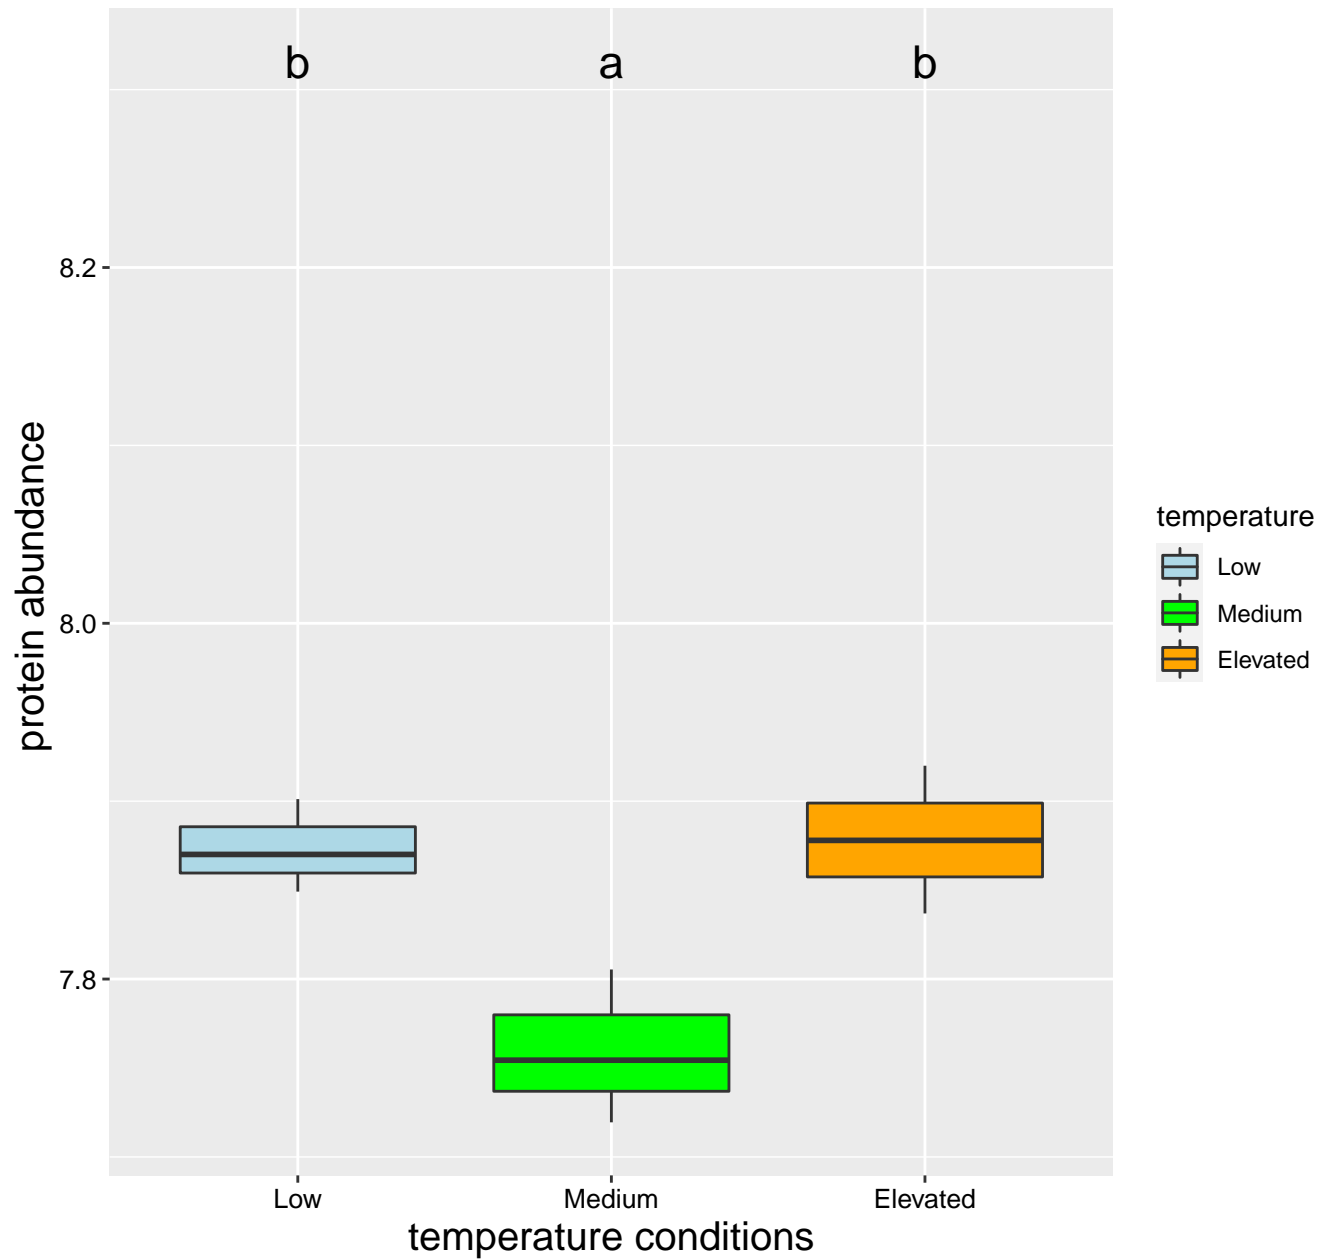 b a b
8.2
8.0
7.8
protein abundance
Low Medium Elevated
temperature conditions
temperature
Low
Medium
Elevated